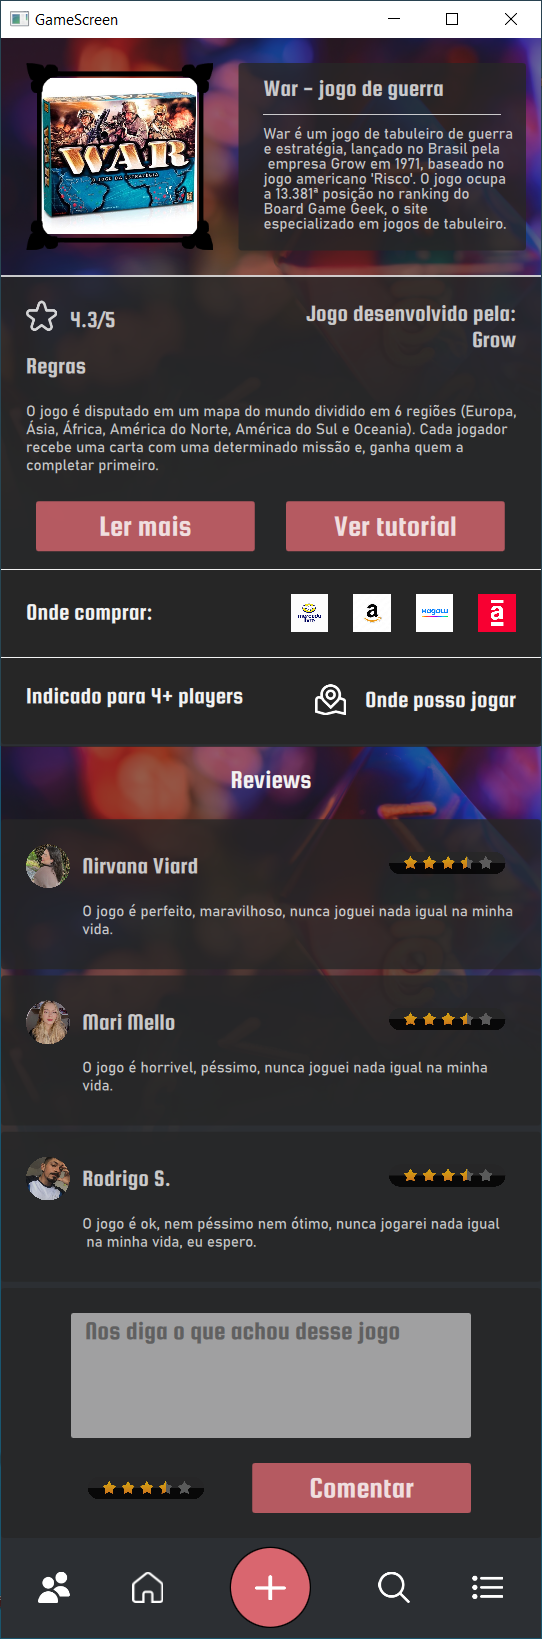 GameScreen
WAR
O JOGO DA ESTRATÉGIA
War - jogo de guerra
War é um jogo de tabuleiro de guerra
e estratégia, lançado no Brasil pela
empresa Grow em 1971, baseado no
jogo americano 'Risco'. O jogo ocupa
a 13.381ª posição no ranking do
Board Game Geek, o site
especializado em jogos de tabuleiro.
4.3/5
Jogo desenvolvido pela:
Grow
Regras
O jogo é disputado em um mapa do mundo dividido em 6 regiões (Europa,
Ásia, África, América do Norte, América do Sul e Oceania). Cada jogador
recebe uma carta com uma determinado missão e, ganha quem a
completar primeiro.
Ler mais
Ver tutorial
Onde comprar:
mercado
livre
a
Magalu
a
Indicado para 4+ players
Onde posso jogar
Reviews
Nirvana Viard
O jogo é perfeito, maravilhoso, nunca joguei nada igual na minha
vida.
Mari Mello
O jogo é horrivel, péssimo, nunca joguei nada igual na minha
vida.
Rodrigo S.
O jogo é ok, nem péssimo nem ótimo, nunca jogarei nada igual
na minha vida, eu espero.
Nos diga o que achou desse jogo
Comentar